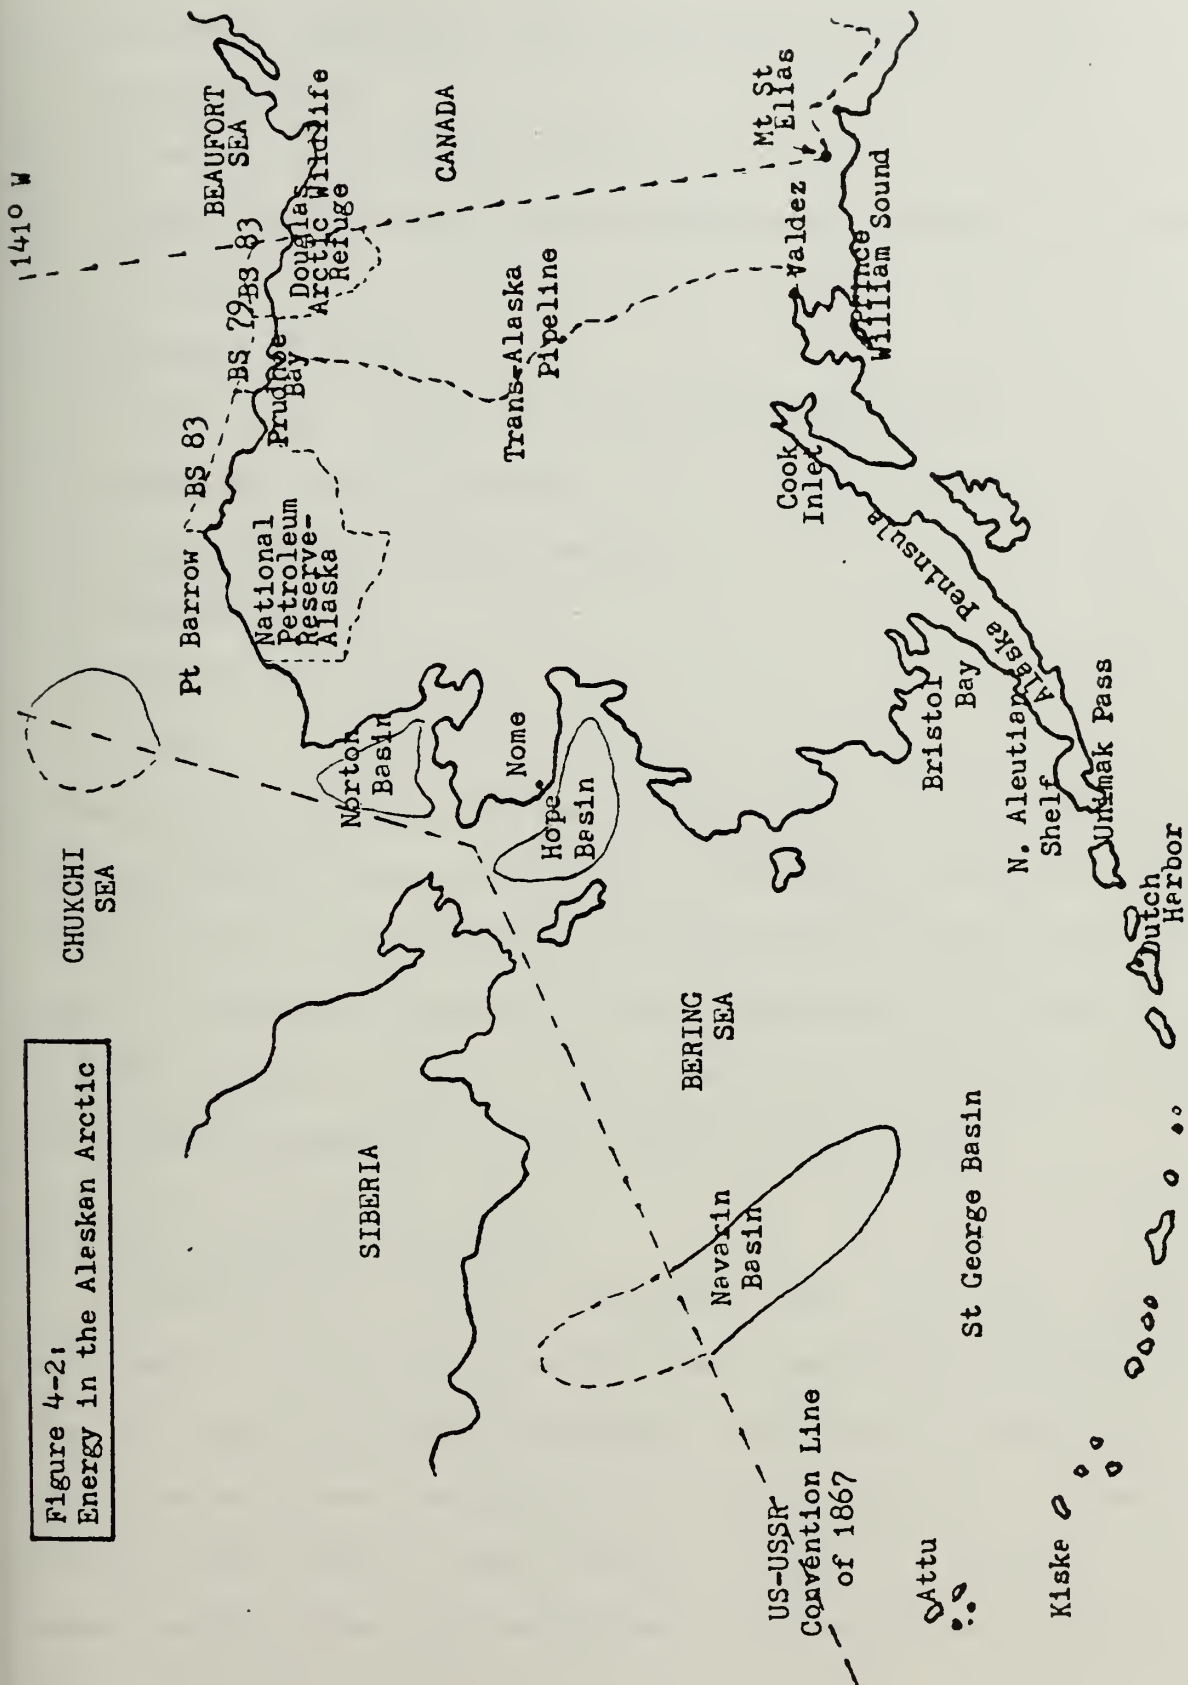 Figure 4-2:
Energy in the Alaskan Arctic
CHUKCHI
SEA
141º W
BEAUFORT
SEA
Pt Barrow
BS 83
BS 79
BS 83
National
Petroleum
Reserve-
Alaska
Prudhoe
Bay
Douglas
Arctic Wildlife
Refuge
CANADA
SIBERIA
Norton
Basin
Nome
Hope
Basin
Trans-Alaska
Pipeline
Mt St
Elias
Valdez
Prince
William Sound
Cook
Inlet
Alaska Peninsula
Bristol
Bay
N. Aleutian
Shelf
Unimak Pass
Dutch
Harbor
BERING
SEA
Navarin
Basin
St George Basin
US-USSR
Convention Line
of 1867
Attu
Kiska